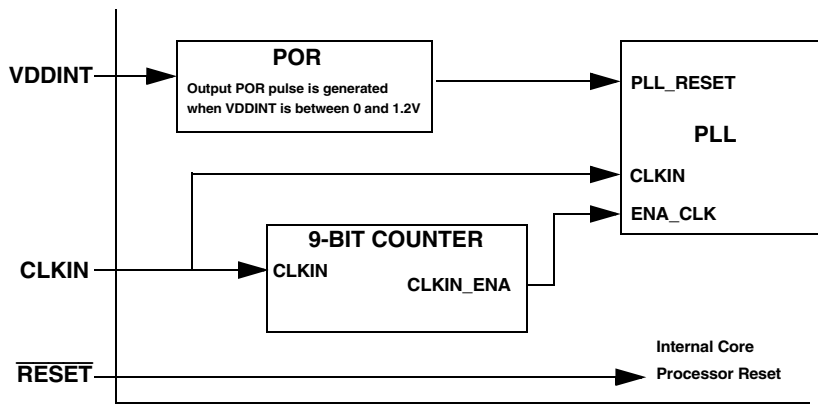 POR
VDDINT
Output POR pulse is generated
when VDDINT is between 0 and 1.2V
PLL_RESET
PLL
CLKIN
ENA_CLK
9-BIT COUNTER
CLKIN
CLKIN
CLKIN_ENA
Internal Core
Processor Reset
RESET